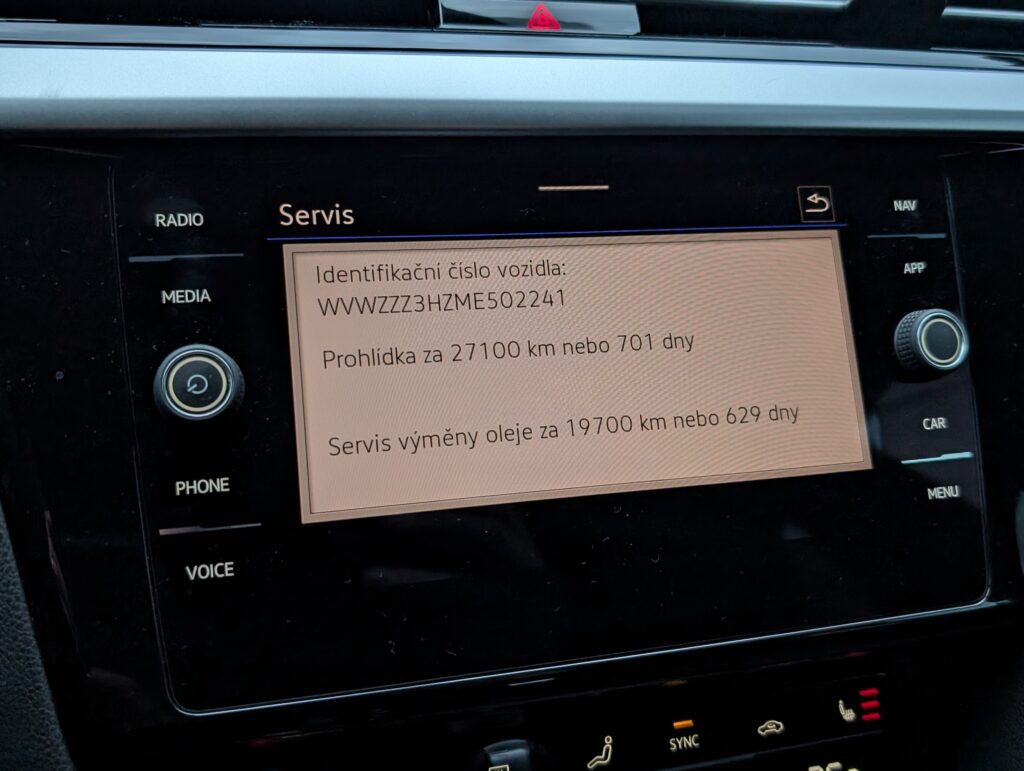 Servis
RADIO
MEDIA
PHONE
VOICE
Identifikační číslo vozidla:
WVWZZZ3HZME502241
Prohlídka za 27100 km nebo 701 dny
Servis výměny oleje za 19700 km nebo 629 dny
NAV
APP
CAR
MENU
SYNC